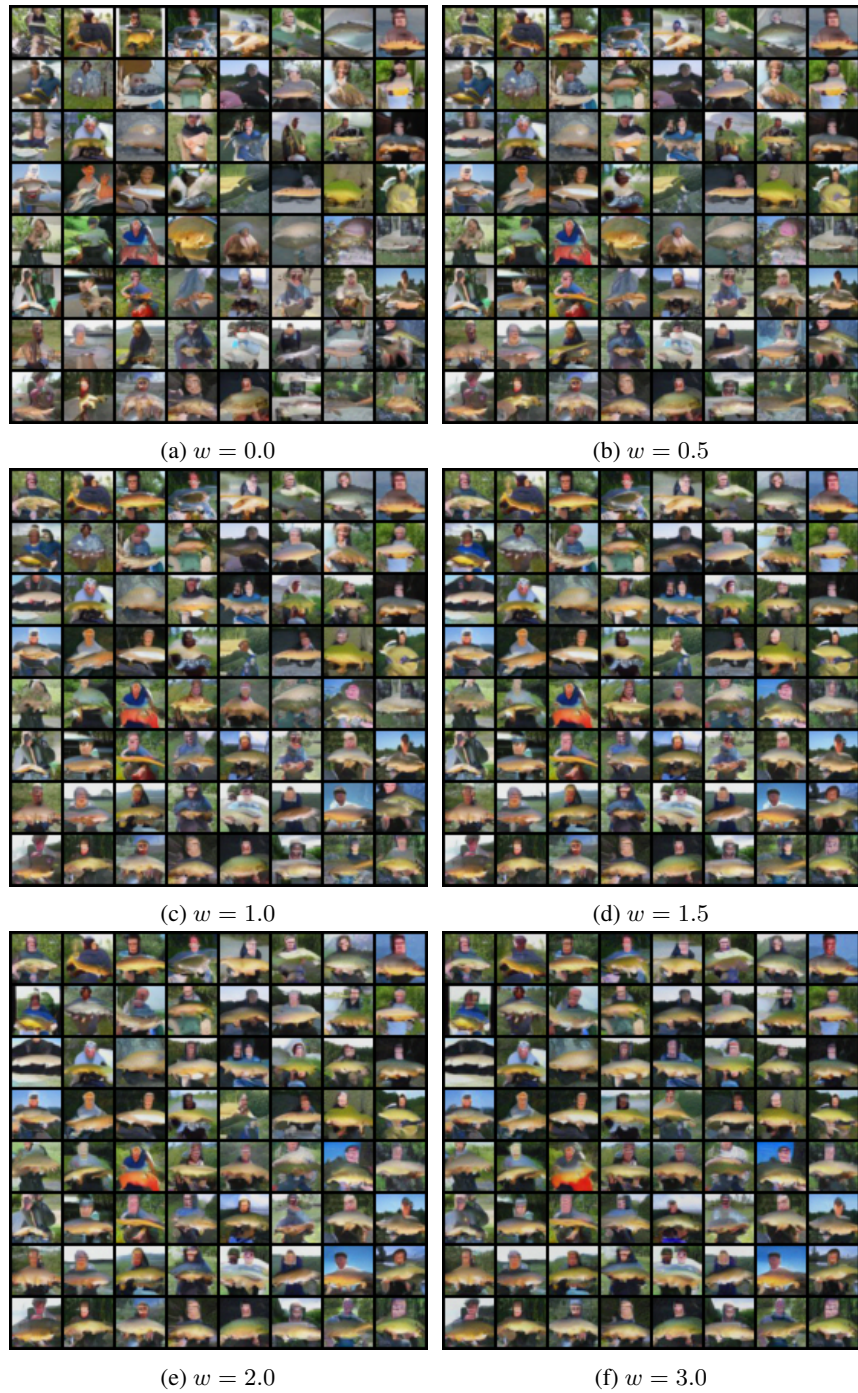 (a) w = 0.0
(b) w = 0.5
(c) w = 1.0
(d) w = 1.5
(e) w = 2.0
(f) w = 3.0